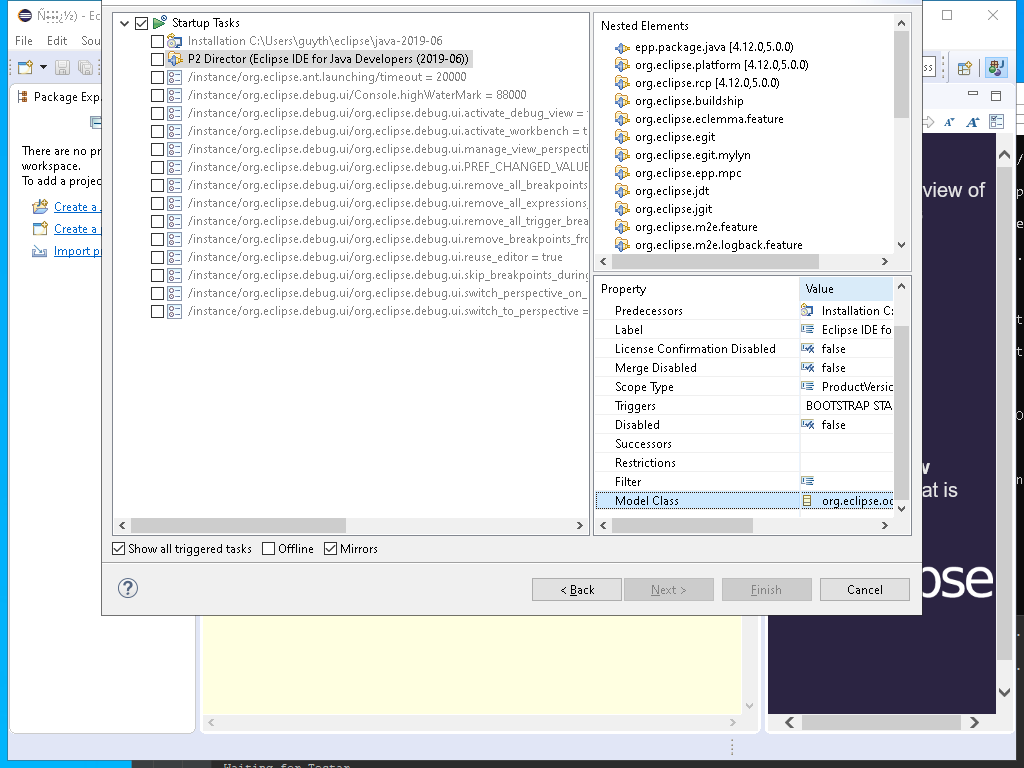 File Edit
Package Exp
There are no pr
workspace.
To add a projec
Create a
Create a
Import p
Startup Tasks
Installation C:\Users\guyth\eclipse\java-2019-06
P2 Director (Eclipse IDE for Java Developers (2019-06))
/instance/org.eclipse.ant.launching/timeout = 20000
/instance/org.eclipse.debug.ui/Console.highWaterMark = 88000
/instance/org.eclipse.debug.ui/org.eclipse.debug.ui.activate_debug_view =
/instance/org.eclipse.debug.ui/org.eclipse.debug.ui.activate_workbench = t
/instance/org.eclipse.debug.ui/org.eclipse.debug.ui.manage_view_perspecti
/instance/org.eclipse.debug.ui/org.eclipse.debug.ui.PREF_CHANGED_VALUE
/instance/org.eclipse.debug.ui/org.eclipse.debug.ui.remove_all_breakpoints
/instance/org.eclipse.debug.ui/org.eclipse.debug.ui.remove_all_expressions
/instance/org.eclipse.debug.ui/org.eclipse.debug.ui.remove_all_trigger_brea
/instance/org.eclipse.debug.ui/org.eclipse.debug.ui.remove_breakpoints_fro
/instance/org.eclipse.debug.ui/org.eclipse.debug.ui.reuse_editor = true
/instance/org.eclipse.debug.ui/org.eclipse.debug.ui.skip_breakpoints_during
/instance/org.eclipse.debug.ui/org.eclipse.debug.ui.switch_perspective_on_
/instance/org.eclipse.debug.ui/org.eclipse.debug.ui.switch_to_perspective =
Nested Elements
epp.package.java [4.12.0,5.0.0)
org.eclipse.platform [4.12.0,5.0.0)
org.eclipse.rcp [4.12.0,5.0.0)
org.eclipse.buildship
org.eclipse.eclemma.feature
org.eclipse.egit
org.eclipse.egit.mylyn
org.eclipse.epp.mpc
org.eclipse.jdt
org.eclipse.jgit
org.eclipse.m2e.feature
org.eclipse.m2e.logback.feature
Property Value
Predecessors Installation C:
Label Eclipse IDE fo
License Confirmation Disabled false
Merge Disabled false
Scope Type ProductVersic
Triggers BOOTSTRAP STA
Disabled false
Successors
Restrictions
Filter
Model Class org.eclipse.oo
Show all triggered tasks Offline Mirrors
< Back Next > Finish Cancel
view of
at is
pse
Waiting for Testar